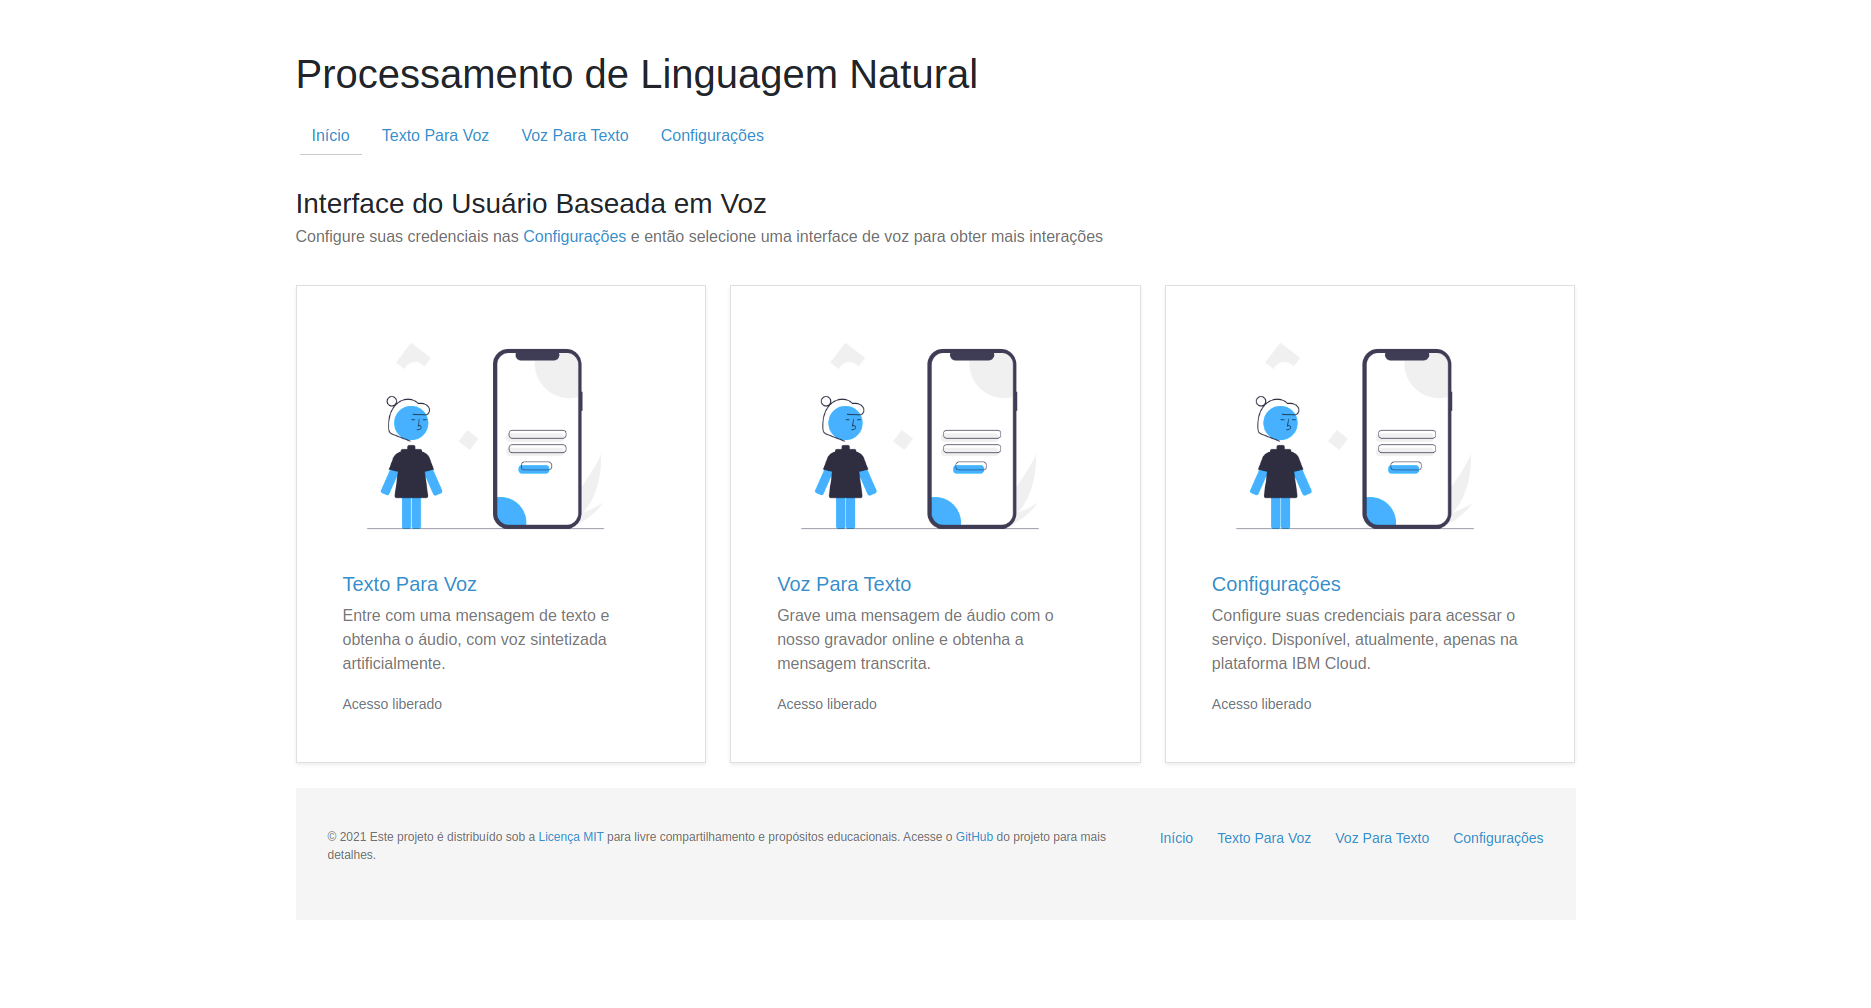 Processamento de Linguagem Natural
Início Texto Para Voz Voz Para Texto Configurações
Interface do Usuário Baseada em Voz
Configure suas credenciais nas Configurações e então selecione uma interface de voz para obter mais interações
Texto Para Voz
Entre com uma mensagem de texto e
obtenha o áudio, com voz sintetizada
artificialmente.
Acesso liberado
Voz Para Texto
Grave uma mensagem de áudio com o
nosso gravador online e obtenha a
mensagem transcrita.
Acesso liberado
Configurações
Configure suas credenciais para acessar o
serviço. Disponível, atualmente, apenas na
plataforma IBM Cloud.
Acesso liberado
© 2021 Este projeto é distribuído sob a Licença MIT para livre compartilhamento e propósitos educacionais. Acesse o GitHub do projeto para mais
detalhes.
Início Texto Para Voz Voz Para Texto Configurações